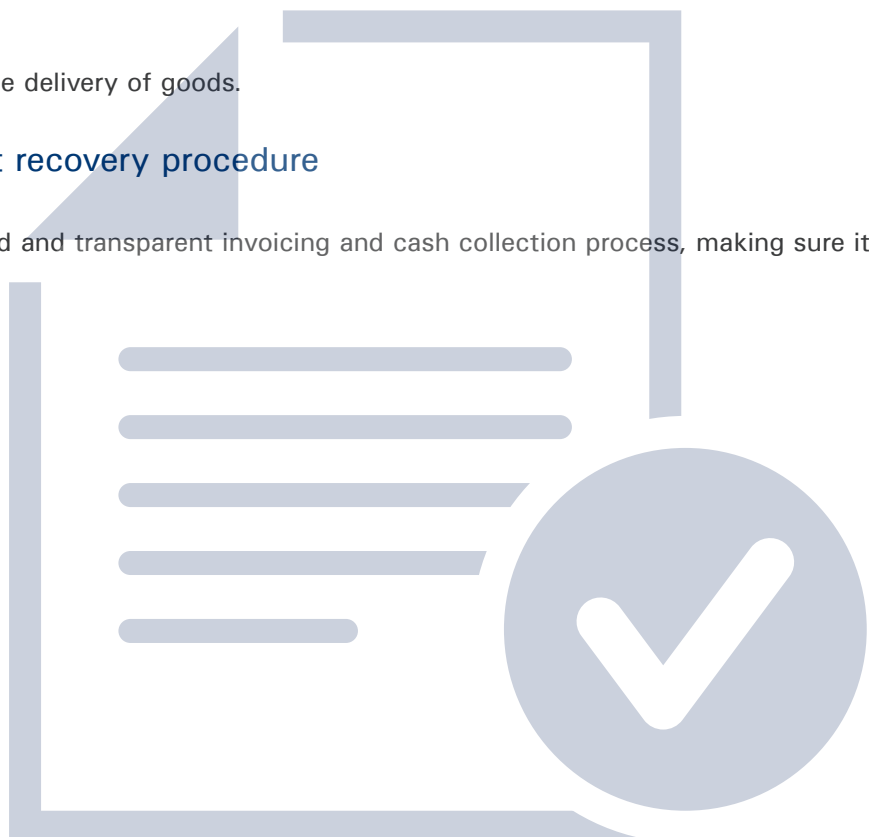 e delivery of goods.
t recovery procedure
d and transparent invoicing and cash collection process, making sure it